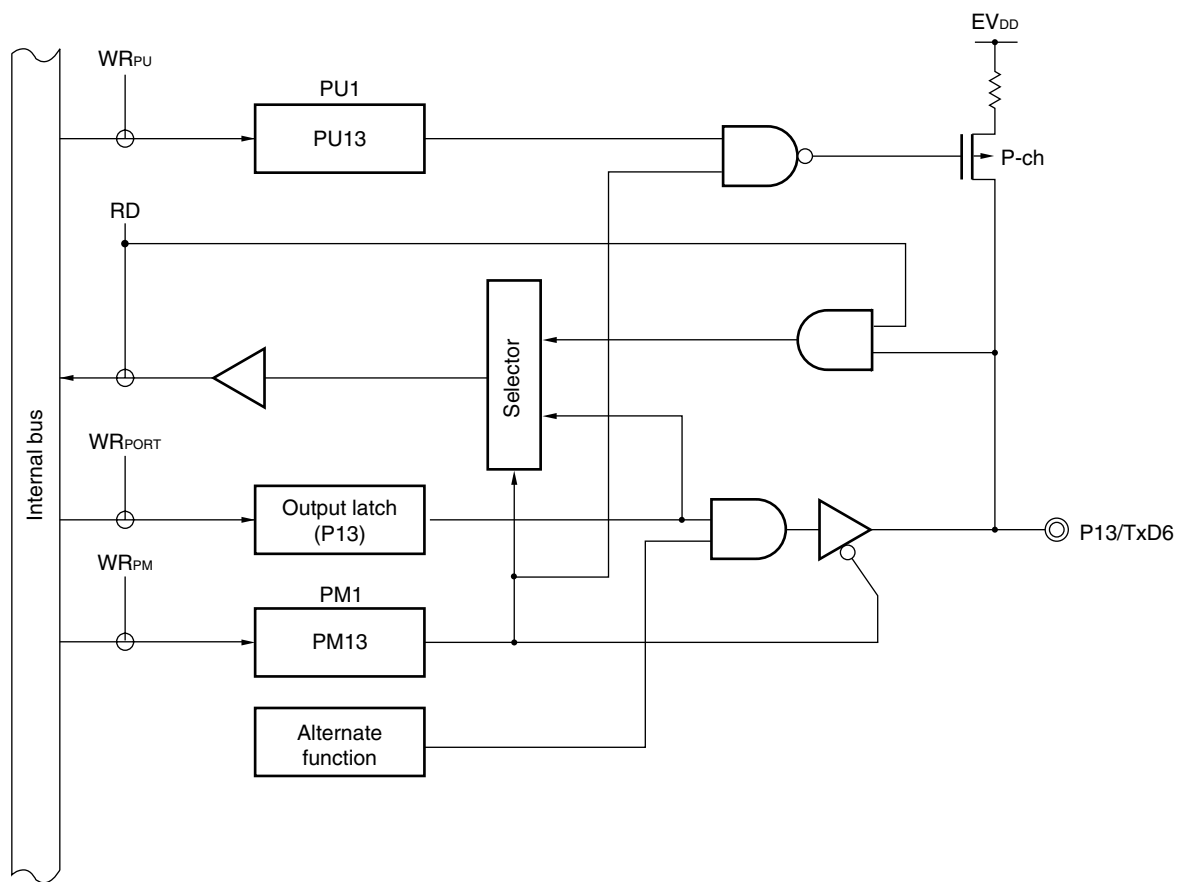 EVDD
WRPU
PU1
PU13
P-ch
RD
Selector
Internal bus
WRPORT
Output latch
(P13)
P13/TxD6
WRPM
PM1
PM13
Alternate
function